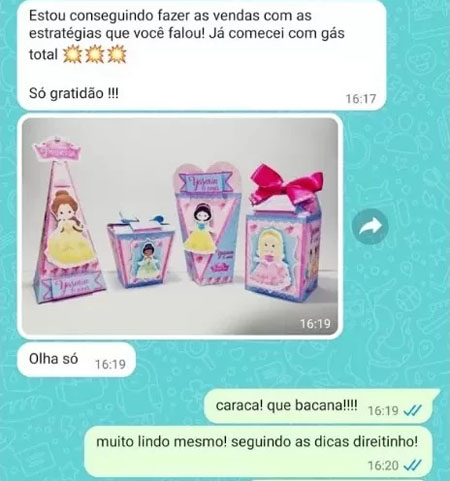 Estou conseguindo fazer as vendas com as
estratégias que você falou! Já comecei com gás
total 💥💥💥
Só gratidão !!!
16:17
Princesas
Yasmin
16:19
Olha só 16:19
caraca! que bacana!!!! 16:19
muito lindo mesmo! seguindo as dicas direitinho!
16:20